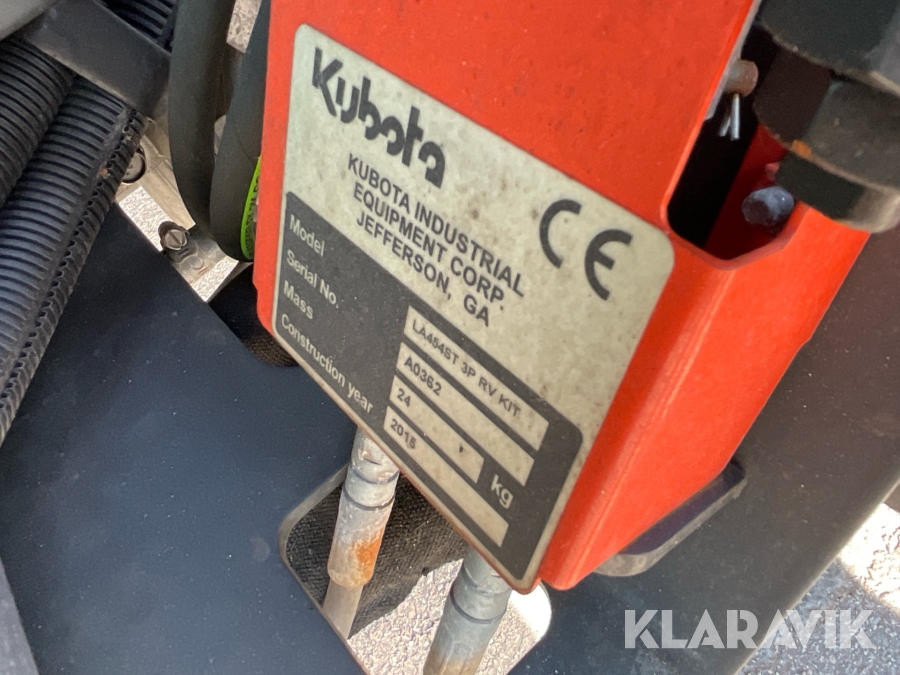 Kubota
KUBOTA INDUSTRIAL
EQUIPMENT CORP.
JEFFERSON, GA
CE
Model LA454ST 3P RV KIT
Serial No. A0362
Mass 24 kg
Construction year 2015
KLARAVIK